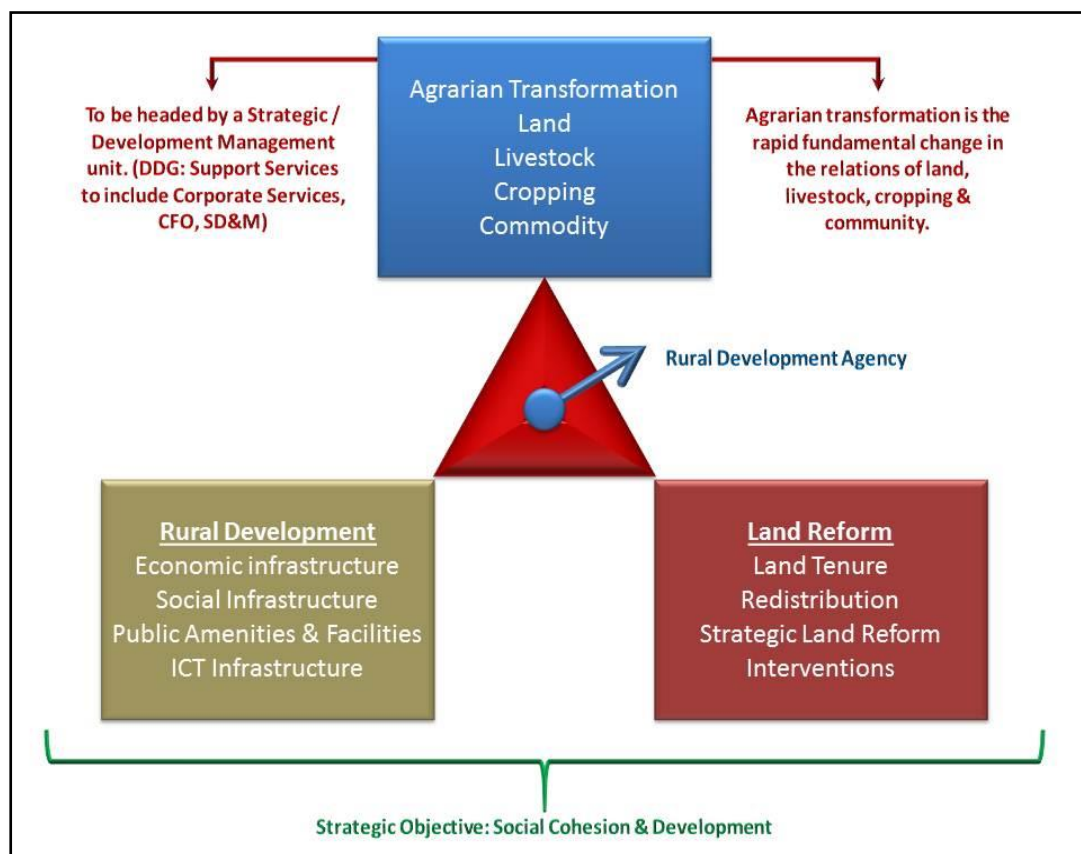 Agrarian Transformation
Land
Livestock
Cropping
Commodity
To be headed by a Strategic /
Development Management
unit. (DDG: Support Services
to include Corporate Services,
CFO, SD&M)
Agrarian transformation is the
rapid fundamental change in
the relations of land,
livestock, cropping &
community.
Rural Development Agency
Rural Development
Economic infrastructure
Social Infrastructure
Public Amenities & Facilities
ICT Infrastructure
Land Reform
Land Tenure
Redistribution
Strategic Land Reform
Interventions
Strategic Objective: Social Cohesion & Development